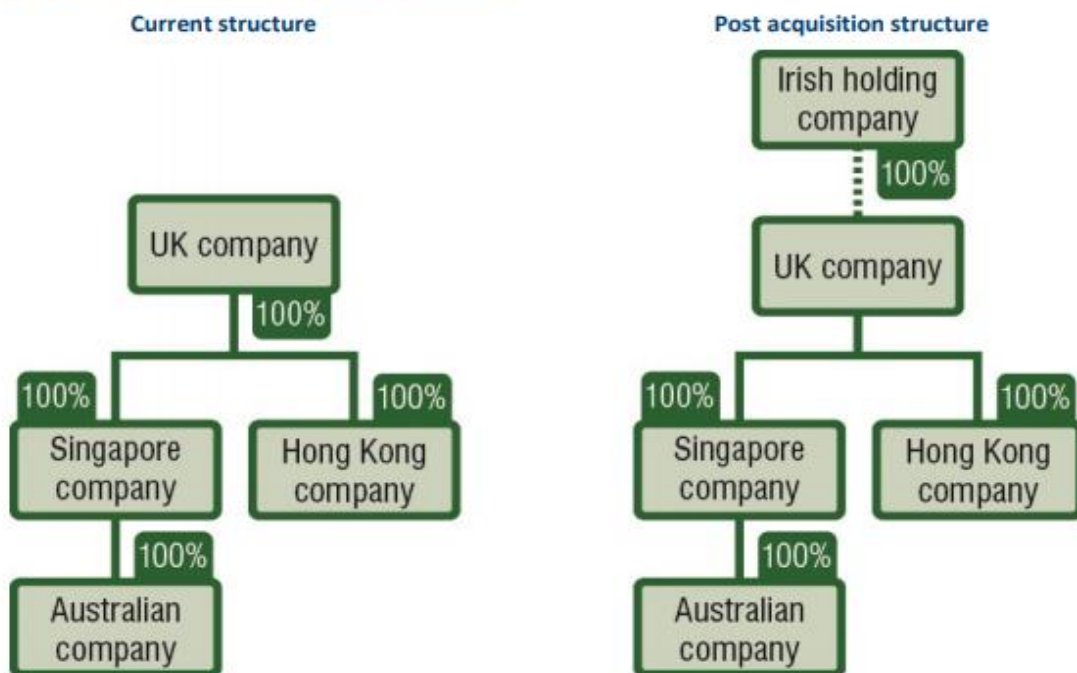 Current structure
UK company
100%
100%
100%
Singapore
company
Hong Kong
company
100%
Australian
company
Post acquisition structure
Irish holding
company
100%
UK company
100%
100%
Singapore
company
Hong Kong
company
100%
Australian
company